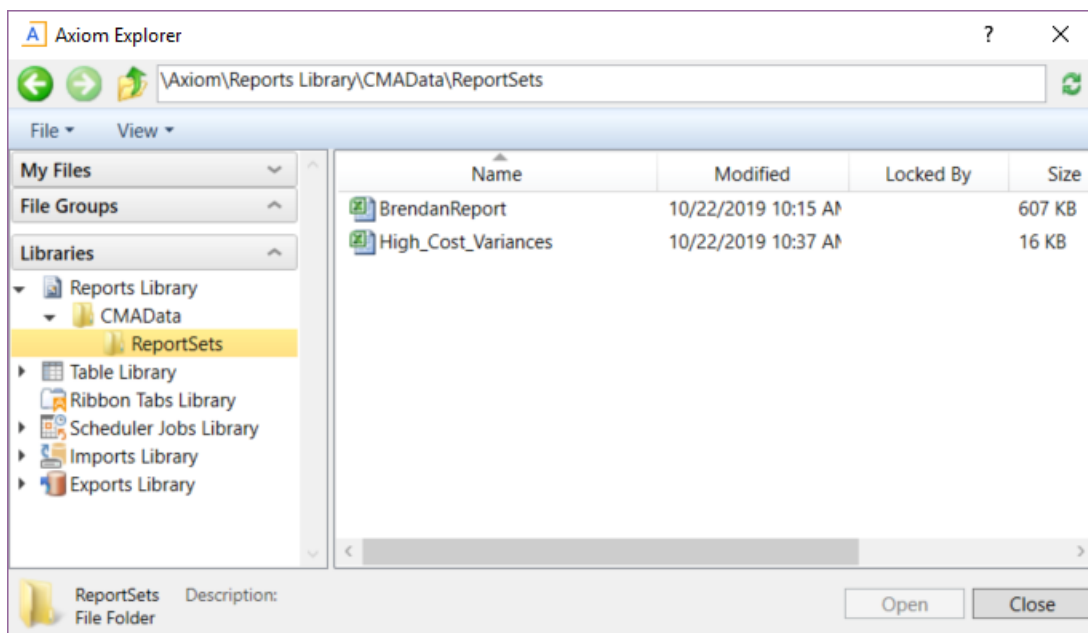 A Axiom Explorer ?
\Axiom\Reports Library\CMAData\ReportSets
File View
My Files
File Groups
Libraries
Reports Library
CMAData
ReportSets
Table Library
Ribbon Tabs Library
Scheduler Jobs Library
Imports Library
Exports Library
Name Modified Locked By Size
BrendanReport 10/22/2019 10:15 AM 607 KB
High_Cost_Variances 10/22/2019 10:37 AM 16 KB
ReportSets Description:
File Folder
Open Close